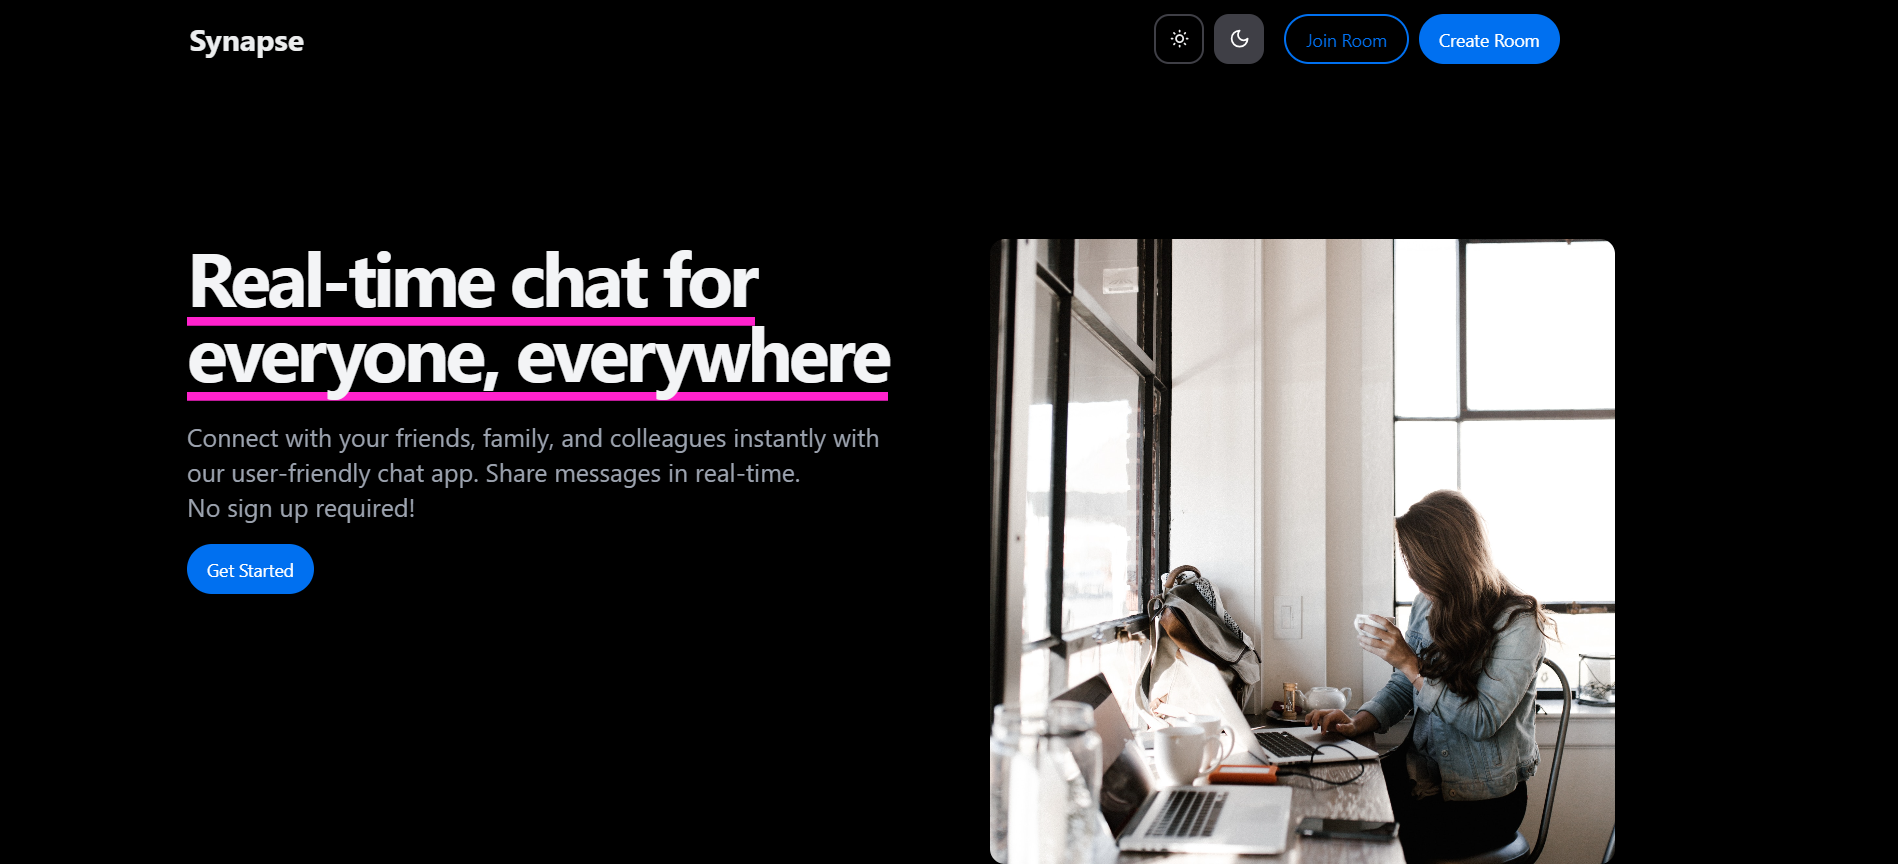 Synapse
Join Room
Create Room
Real-time chat for
everyone, everywhere
Connect with your friends, family, and colleagues instantly with
our user-friendly chat app. Share messages in real-time.
No sign up required!
Get Started